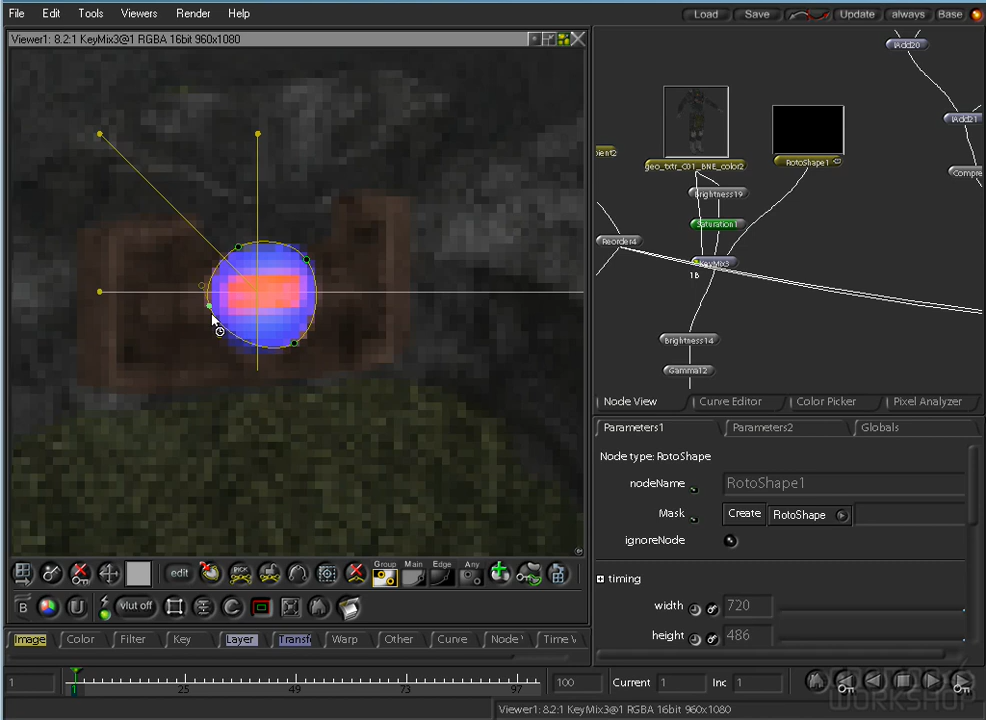 File Edit Tools Viewers Render Help
Load Save Update always Base
Viewer1: 8.2:1 KeyMix3@1 RGBA 16bit 960x1080
IAdd20
IAdd21
Compre
pient2
geo_txtr_C01_BNE_color2
RotoShape1
Brightness19
Saturation1
Reorder4
KeyMix3
1B
Brightness14
Gamma12
Node View Curve Editor Color Picker Pixel Analyzer
Parameters1 Parameters2 Globals
Node type: RotoShape
nodeName RotoShape1
Mask Create RotoShape
ignoreNode
timing
width 720
height 486
edit Group Main Edge Any
B U vlut off
Image Color Filter Key Layer Transf Warp Other Curve Node Time V
1 1 25 49 73 97 100 Current 1 Inc 1
Viewer1: 8.2:1 KeyMix3@1 RGBA 16bit 960x1080
WORKSHOP